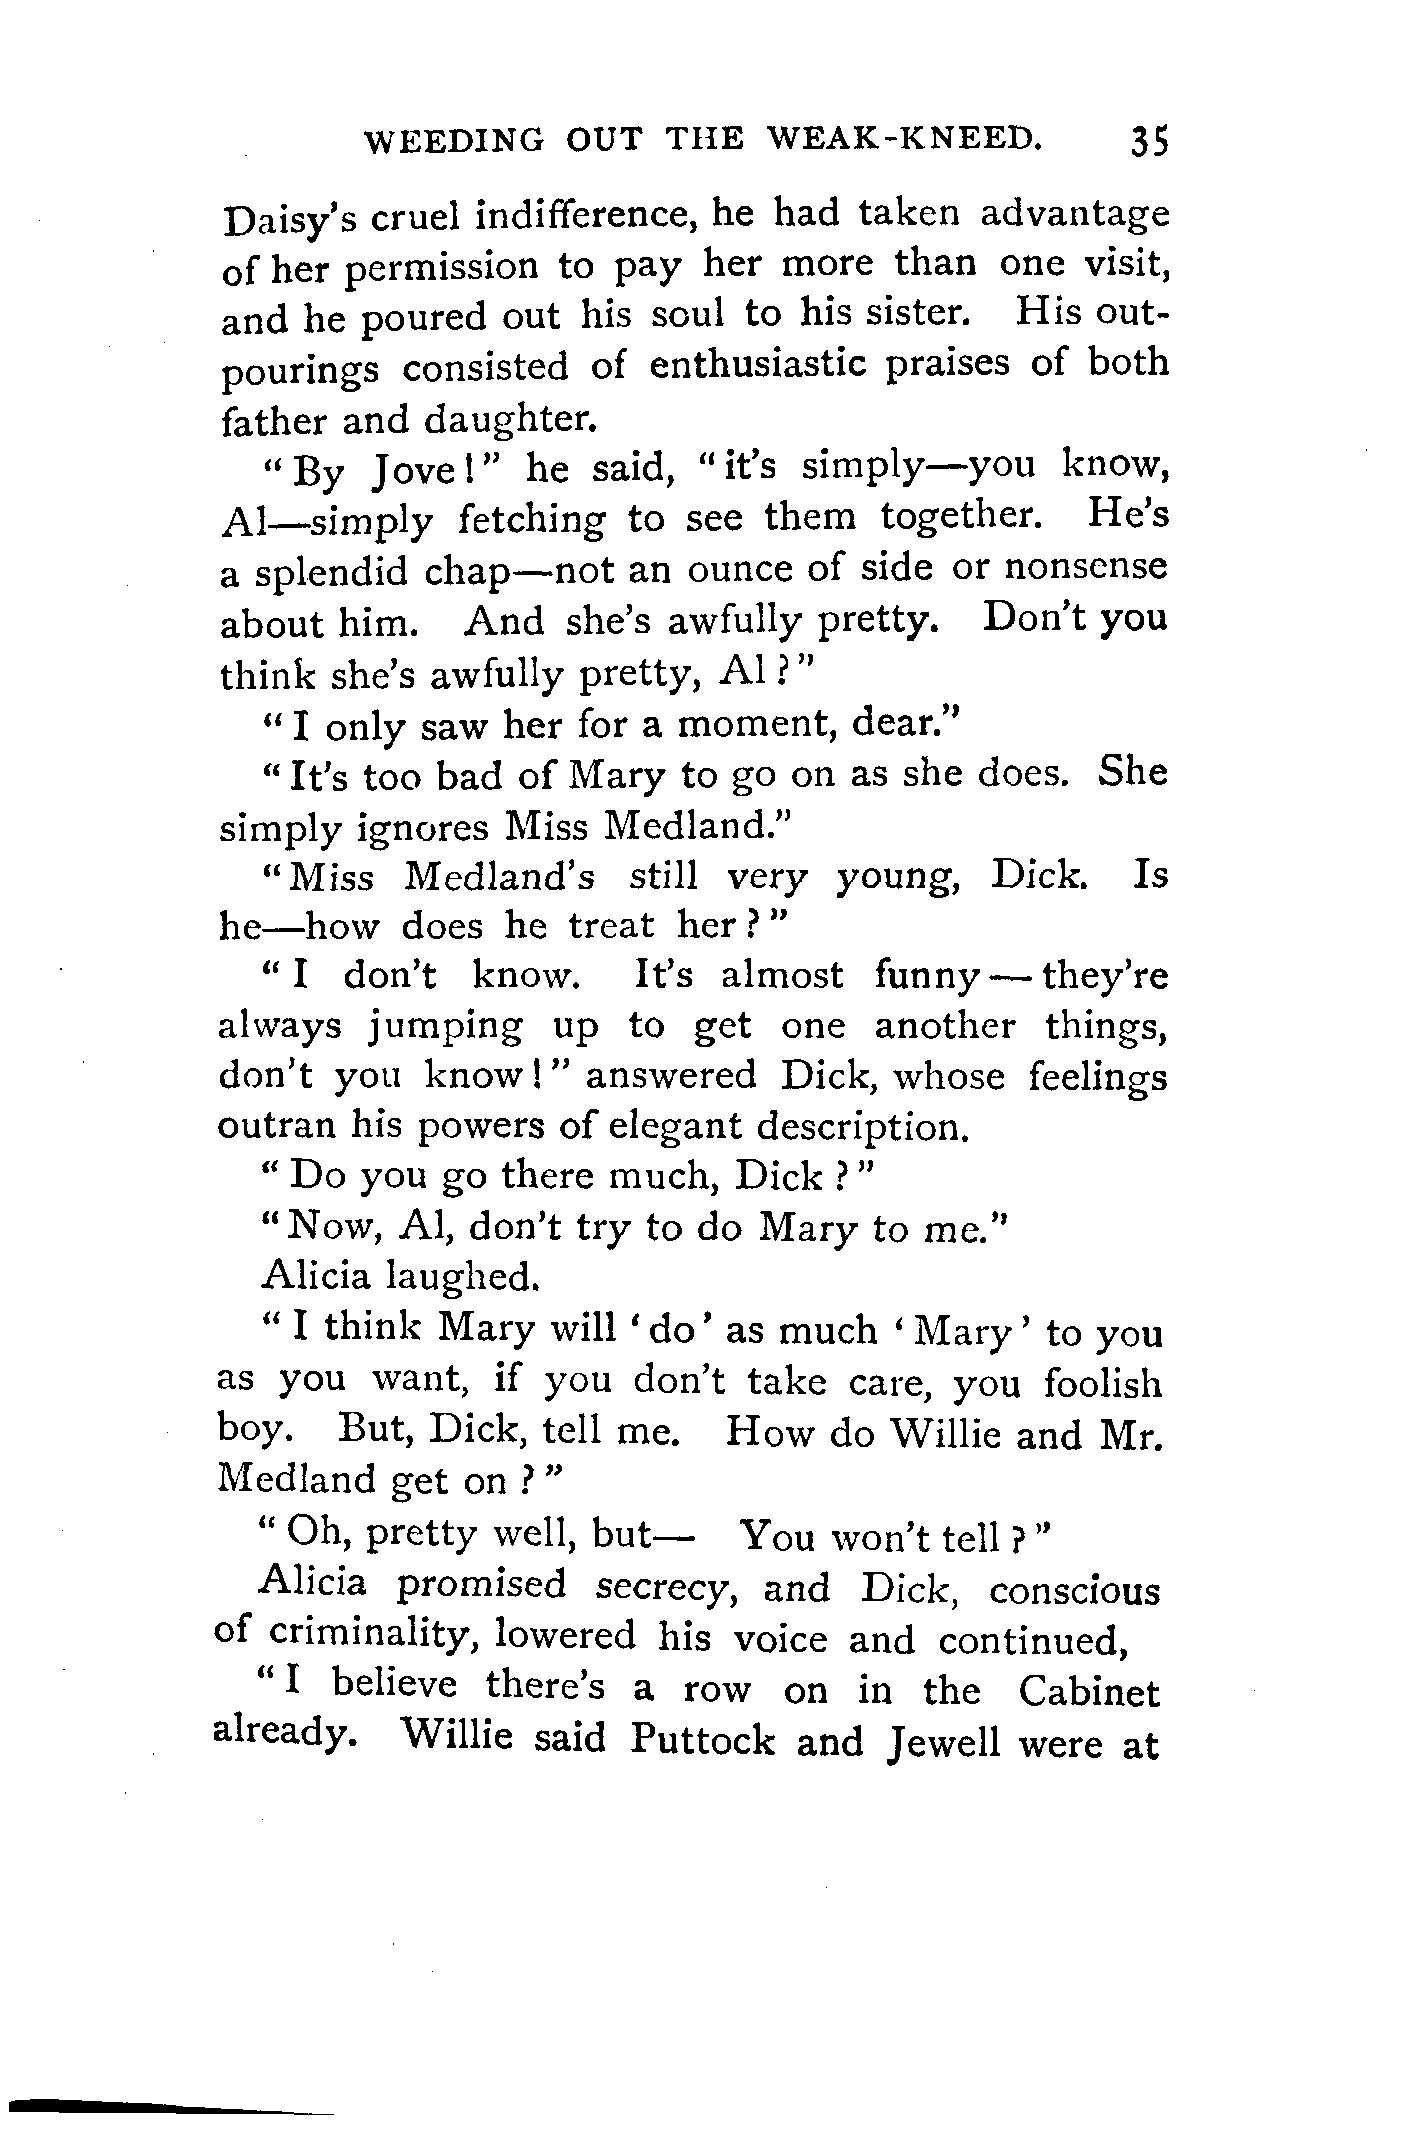 WEEDING OUT THE WEAK-KNEED. 35
Daisy's cruel indifference, he had taken advantage
of her permission to pay her more than one visit,
and he poured out his soul to his sister. His out-
pourings consisted of enthusiastic praises of both
father and daughter.
"By Jove!" he said, "it's simply—you know,
Al—simply fetching to see them together. He's
a splendid chap—not an ounce of side or nonsense
about him. And she's awfully pretty. Don't you
think she's awfully pretty, Al?"
"I only saw her for a moment, dear."
"It's too bad of Mary to go on as she does. She
simply ignores Miss Medland."
"Miss Medland's still very young, Dick. Is
he—how does he treat her?"
"I don't know. It's almost funny—they're
always jumping up to get one another things,
don't you know!" answered Dick, whose feelings
outran his powers of elegant description.
"Do you go there much, Dick?"
"Now, Al, don't try to do Mary to me."
Alicia laughed.
"I think Mary will 'do' as much 'Mary' to you
as you want, if you don't take care, you foolish
boy. But, Dick, tell me. How do Willie and Mr.
Medland get on?"
"Oh, pretty well, but— You won't tell?"
Alicia promised secrecy, and Dick, conscious
of criminality, lowered his voice and continued,
"I believe there's a row on in the Cabinet
already. Willie said Puttock and Jewell were at